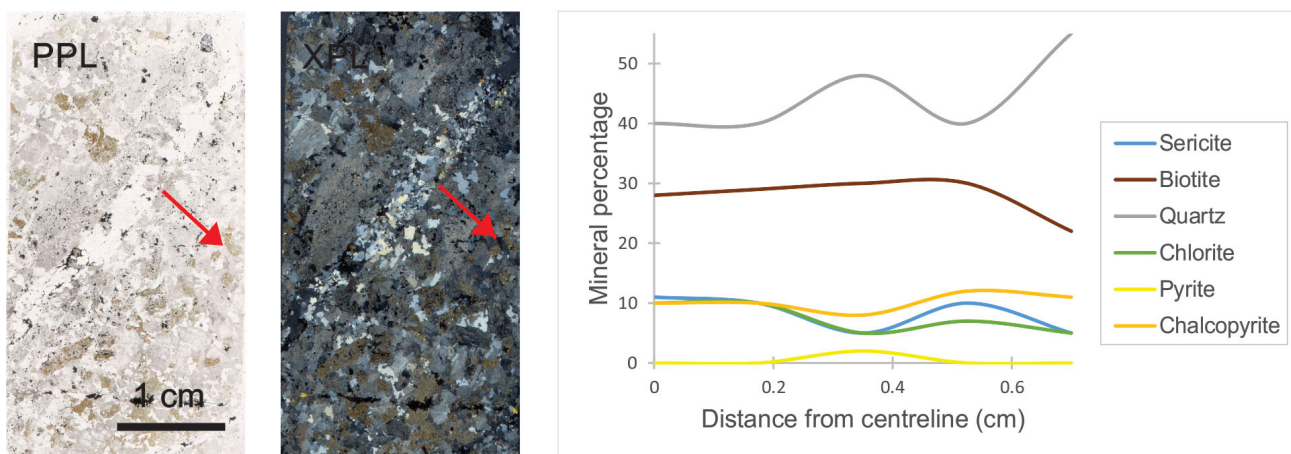 PPL
1 cm
XPL
50
40
30
20
10
0
Mineral percentage
0
0.2
0.4
0.6
Distance from centreline (cm)
Sericite
Biotite
Quartz
Chlorite
Pyrite
Chalcopyrite